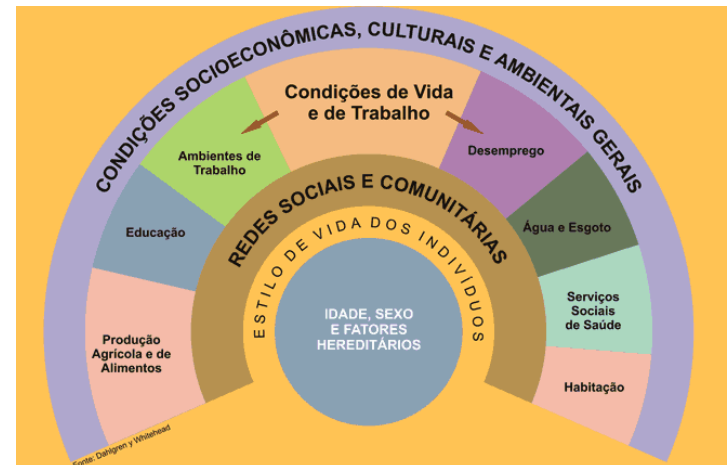 CONDIÇÕES SOCIOECONÔMICAS, CULTURAIS E AMBIENTAIS GERAIS
Condições de Vida
e de Trabalho
Ambientes de
Trabalho
Desemprego
Educação
Água e Esgoto
Produção
Agrícola e de
Alimentos
Serviços
Sociais
de Saúde
Habitação
REDES SOCIAIS E COMUNITÁRIAS
ESTILO DE VIDA DOS INDIVÍDUOS
IDADE, SEXO
E FATORES
HEREDITÁRIOS
Fonte: Dahlgren y Whitehead